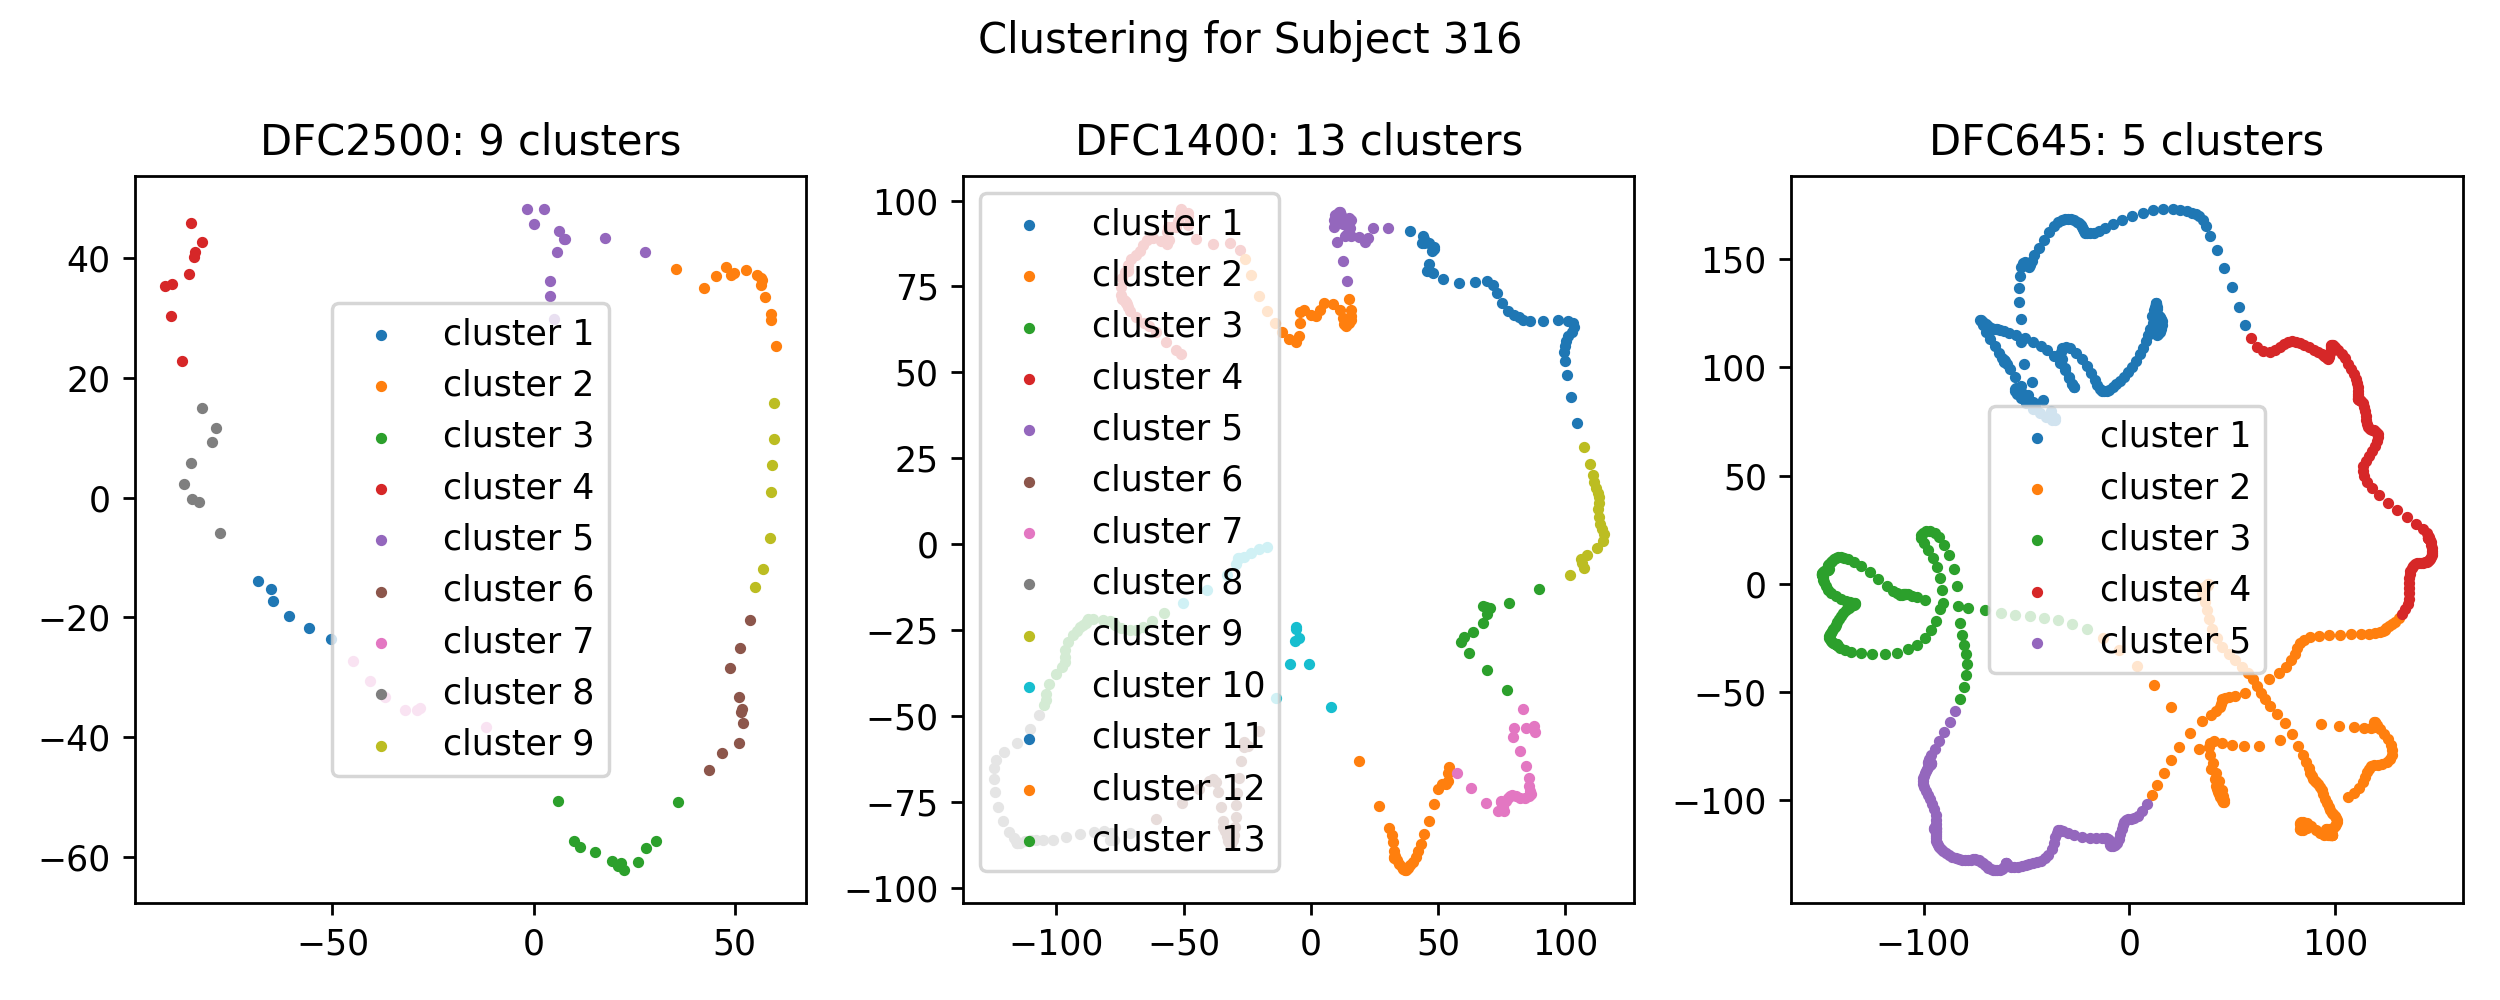 Clustering for Subject 316
DFC2500: 9 clusters
40
20
0
−20
−40
−60
−50
0
50
cluster 1
cluster 2
cluster 3
cluster 4
cluster 5
cluster 6
cluster 7
cluster 8
cluster 9
DFC1400: 13 clusters
100
75
50
25
0
−25
−50
−75
−100
−100
−50
0
50
100
cluster 1
cluster 2
cluster 3
cluster 4
cluster 5
cluster 6
cluster 7
cluster 8
cluster 9
cluster 10
cluster 11
cluster 12
cluster 13
DFC645: 5 clusters
150
100
50
0
−50
−100
−100
0
100
cluster 1
cluster 2
cluster 3
cluster 4
cluster 5